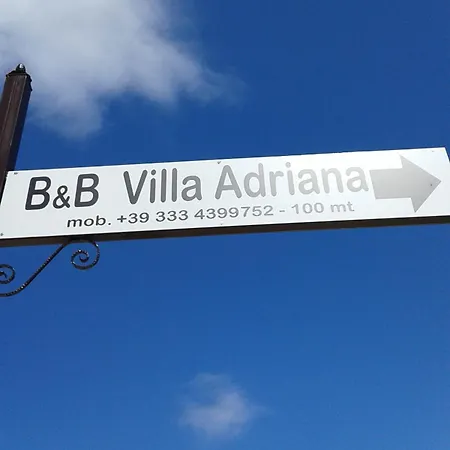 B&B Villa Adriana
mob. +39 333 4399752 - 100 mt